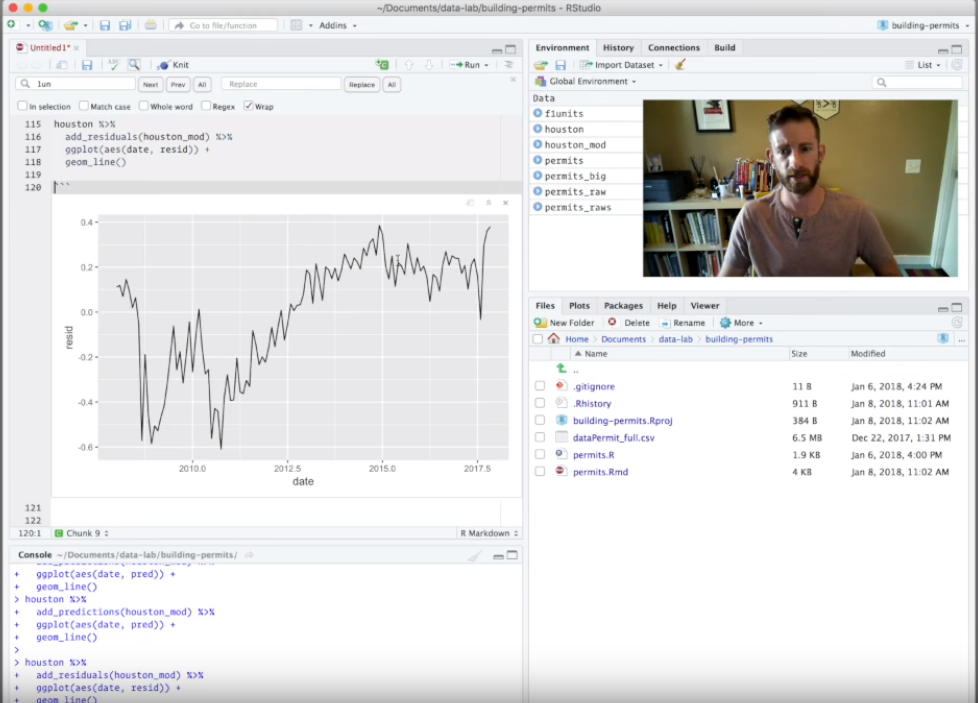 ~/Documents/data-lab/building-permits - RStudio
Go to file/function
Addins
building-permits
Untitled1*
Knit
Run
lun
Next
Prev
All
Replace
Replace
All
In selection
Match case
Whole word
Regex
Wrap
115 houston %>%
116 add_residuals(houston_mod) %>%
117 ggplot(aes(date, resid)) +
118 geom_line()
119
120 ```
0.4
0.2
0.0
-0.2
-0.4
-0.6
resid
2010.0
2012.5
2015.0
2017.5
date
121
122
120:1
Chunk 9
R Markdown
Console ~/Documents/data-lab/building-permits/
+ ggplot(aes(date, pred)) +
+ geom_line()
> houston %>%
+ add_predictions(houston_mod) %>%
+ ggplot(aes(date, pred)) +
+ geom_line()
>
> houston %>%
+ add_residuals(houston_mod) %>%
+ ggplot(aes(date, resid)) +
+ geom_line()
Environment
History
Connections
Build
Import Dataset
List
Global Environment
Data
f1units
houston
houston_mod
permits
permits_big
permits_raw
permits_raws
Files
Plots
Packages
Help
Viewer
New Folder
Delete
Rename
More
Home
Documents
data-lab
building-permits
...
Name
Size
Modified
..
.gitignore 11 B Jan 6, 2018, 4:24 PM
.Rhistory 911 B Jan 8, 2018, 11:01 AM
building-permits.Rproj 384 B Jan 8, 2018, 11:02 AM
dataPermit_full.csv 6.5 MB Dec 22, 2017, 1:31 PM
permits.R 1.9 KB Jan 6, 2018, 4:00 PM
permits.Rmd 4 KB Jan 8, 2018, 11:02 AM